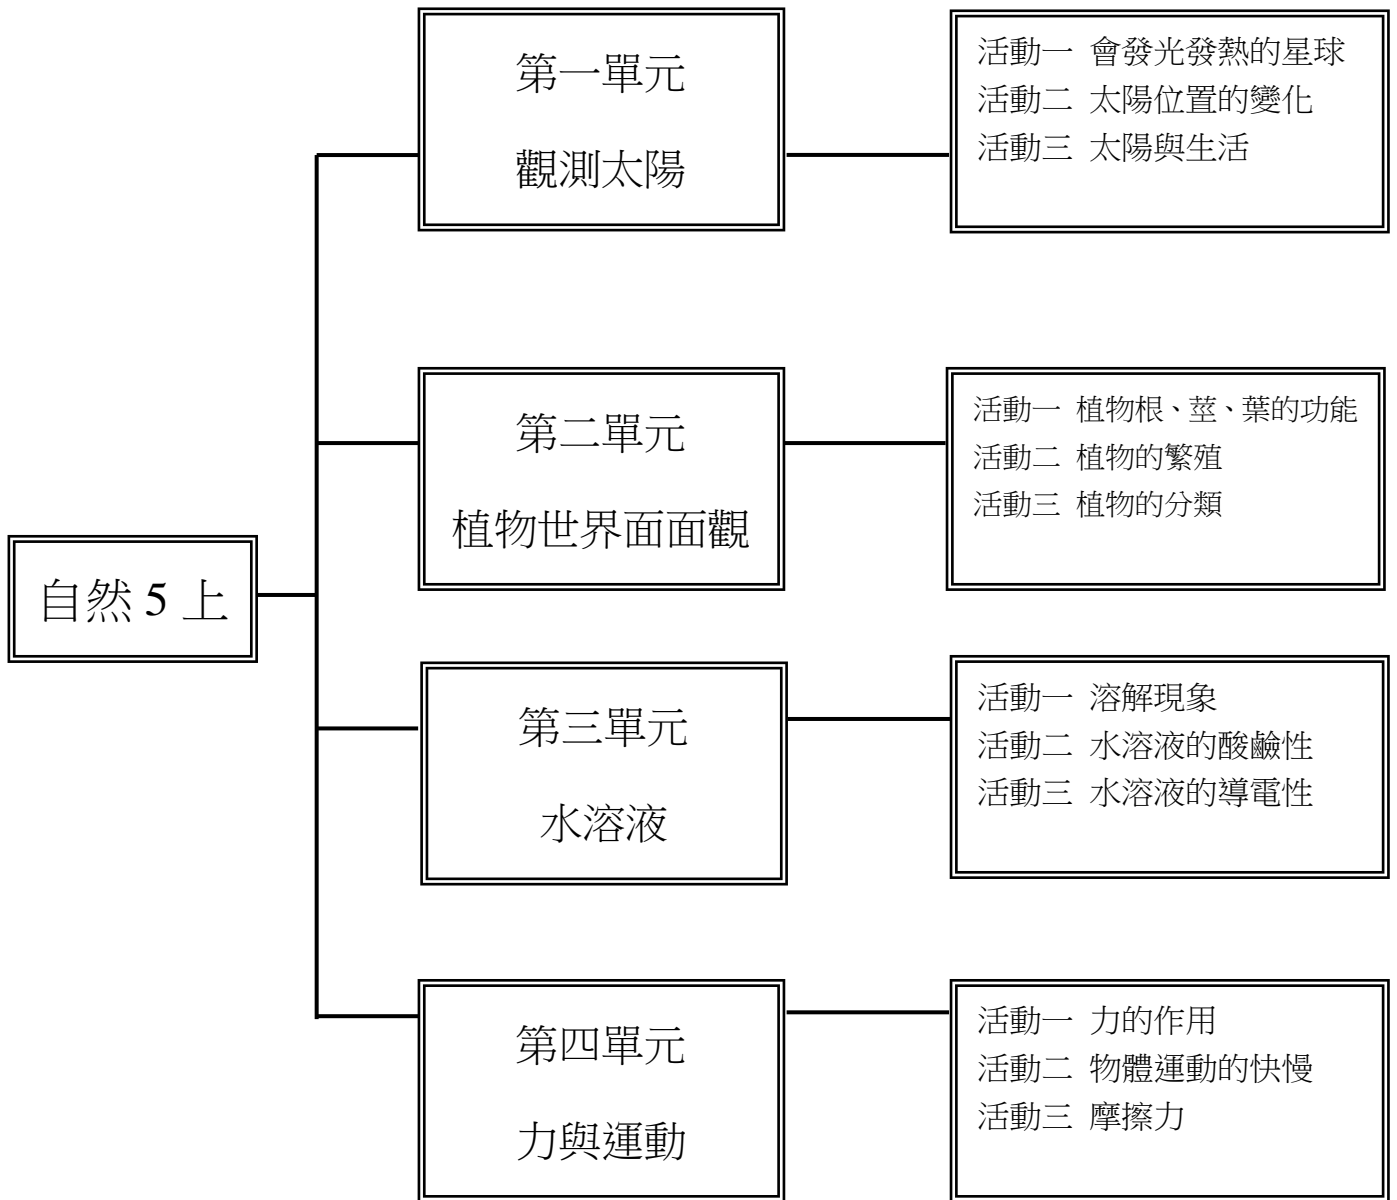 自然 5 上
第一單元
觀測太陽
活動一 會發光發熱的星球
活動二 太陽位置的變化
活動三 太陽與生活
第二單元
植物世界面面觀
活動一 植物根、莖、葉的功能
活動二 植物的繁殖
活動三 植物的分類
第三單元
水溶液
活動一 溶解現象
活動二 水溶液的酸鹼性
活動三 水溶液的導電性
第四單元
力與運動
活動一 力的作用
活動二 物體運動的快慢
活動三 摩擦力